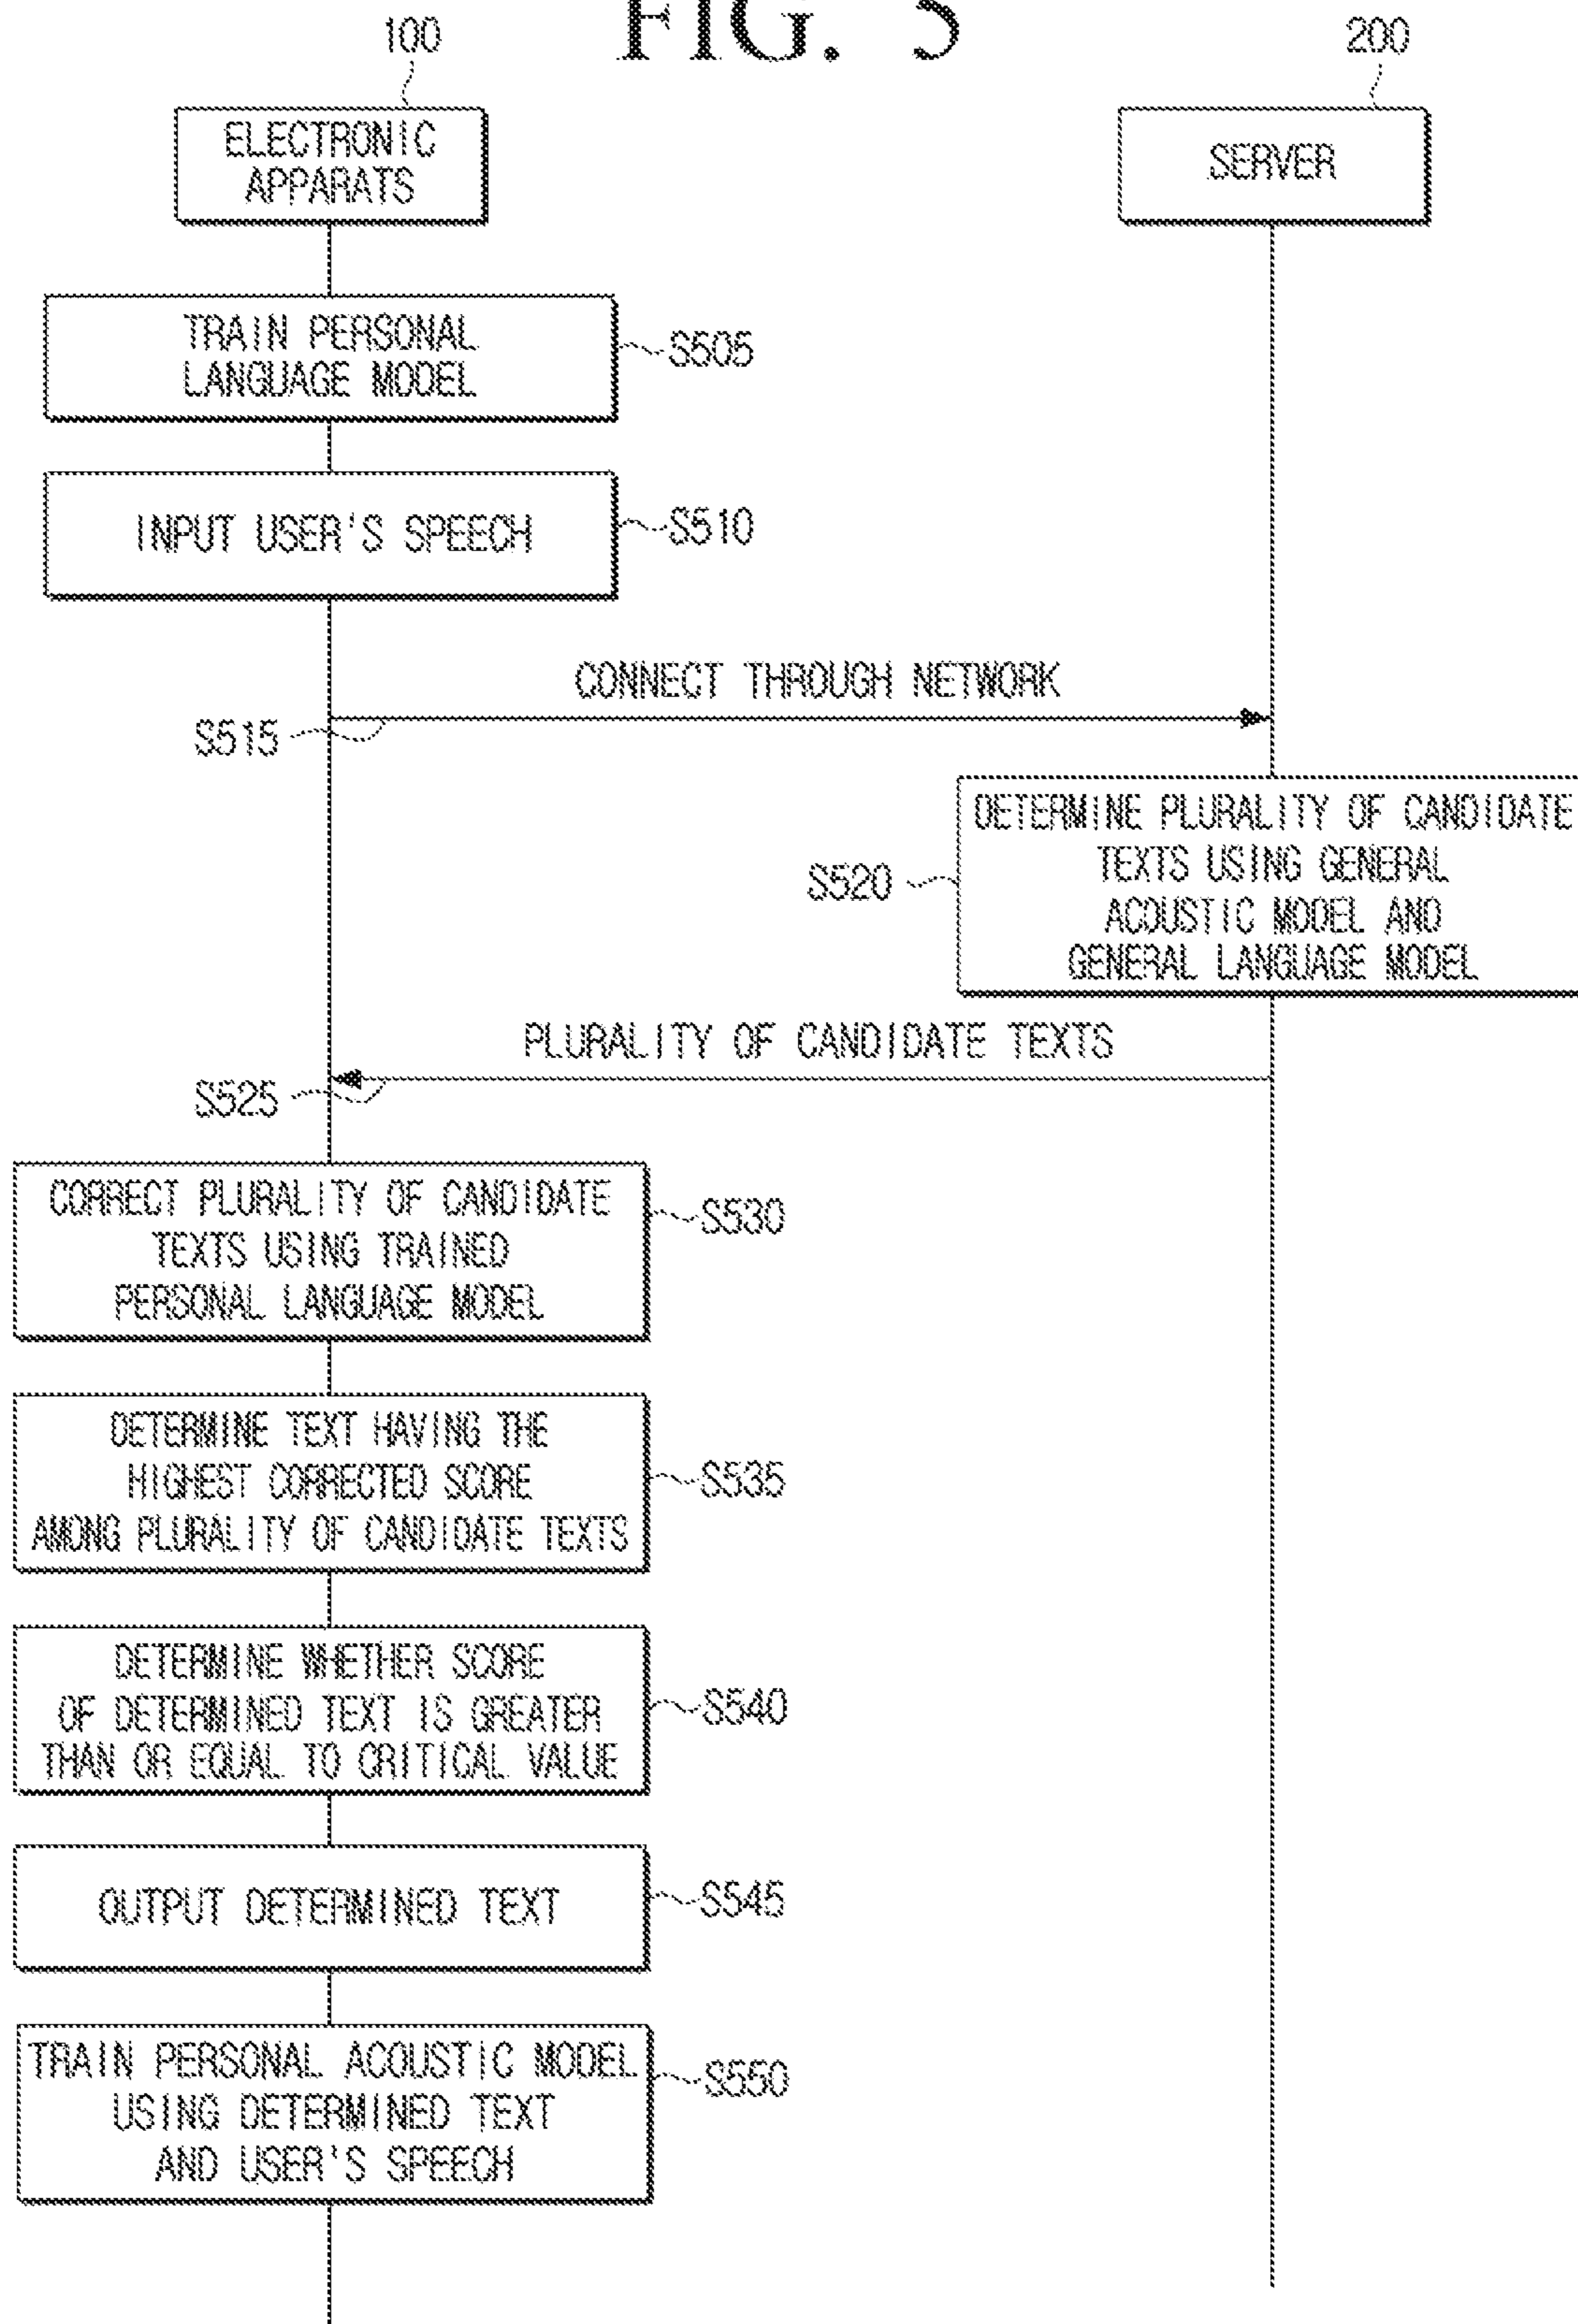 FIG. 5
100
200
ELECTRONIC
APPARATS
SERVER
TRAIN PERSONAL
LANGUAGE MODEL
S505
INPUT USER'S SPEECH
S510
CONNECT THROUGH NETWORK
S515
DETERMINE PLURALITY OF CANDIDATE
TEXTS USING GENERAL
ACOUSTIC MODEL AND
GENERAL LANGUAGE MODEL
S520
PLURALITY OF CANDIDATE TEXTS
S525
CORRECT PLURALITY OF CANDIDATE
TEXTS USING TRAINED
PERSONAL LANGUAGE MODEL
S530
DETERMINE TEXT HAVING THE
HIGHEST CORRECTED SCORE
AMONG PLURALITY OF CANDIDATE TEXTS
S535
DETERMINE WHETHER SCORE
OF DETERMINED TEXT IS GREATER
THAN OR EQUAL TO CRITICAL VALUE
S540
OUTPUT DETERMINED TEXT
S545
TRAIN PERSONAL ACOUSTIC MODEL
USING DETERMINED TEXT
AND USER'S SPEECH
S550